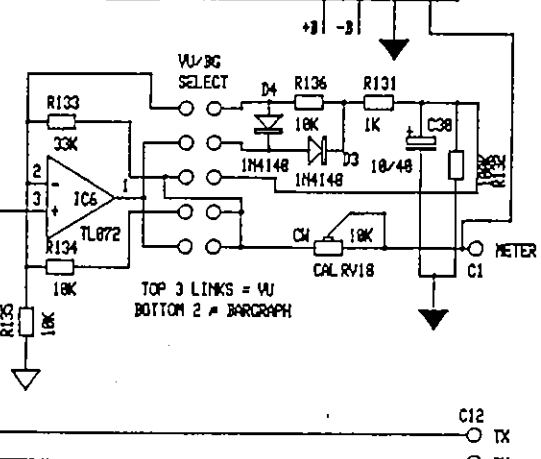 +B -B
VU/BG
SELECT
D4
R136
R131
R133
10K
1K
C30
33K
1N4148
D3
1N4148
10/40
R132
2
-
1
3
+
IC6
TL072
R134
CW
10K
METER
10K
CAL RV18
C1
TOP 3 LINKS = VU
BOTTOM 2 = BARGRAPH
R135
10K
C12
TX